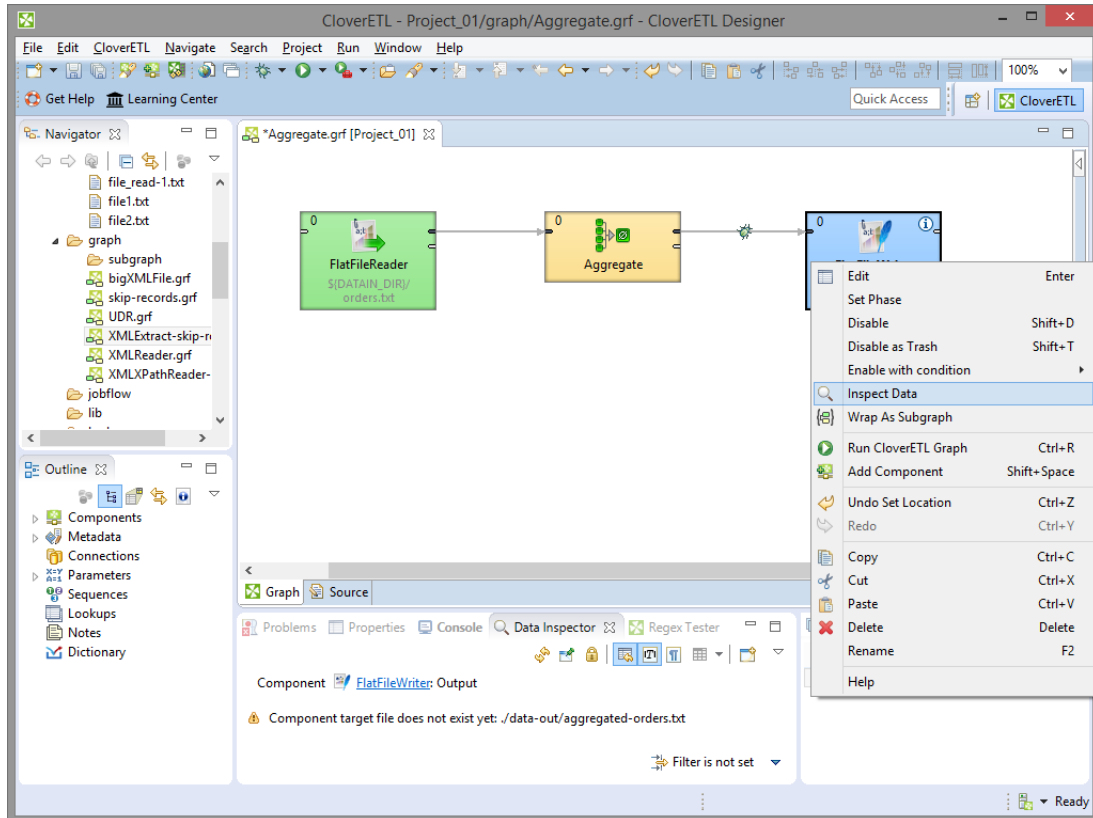 CloverETL - Project_01/graph/Aggregate.grf - CloverETL Designer
File Edit CloverETL Navigate Search Project Run Window Help
100%
Get Help Learning Center
Quick Access
CloverETL
Navigator
*Aggregate.grf [Project_01]
file_read-1.txt
file1.txt
file2.txt
graph
subgraph
bigXMLFile.grf
skip-records.grf
UDR.grf
XMLExtract-skip-re
XMLReader.grf
XMLXPathReader-
jobflow
lib
0
FlatFileReader
$(DATAIN_DIR)/
orders.txt
0
Aggregate
0
Edit Enter
Set Phase
Disable Shift+D
Disable as Trash Shift+T
Enable with condition
Inspect Data
Wrap As Subgraph
Run CloverETL Graph Ctrl+R
Add Component Shift+Space
Undo Set Location Ctrl+Z
Redo Ctrl+Y
Copy Ctrl+C
Cut Ctrl+X
Paste Ctrl+V
Delete Delete
Rename F2
Help
Outline
Components
Metadata
Connections
Parameters
Sequences
Lookups
Notes
Dictionary
Graph Source
Problems Properties Console Data Inspector Regex Tester
Component FlatFileWriter: Output
Component target file does not exist yet: ./data-out/aggregated-orders.txt
Filter is not set
Ready